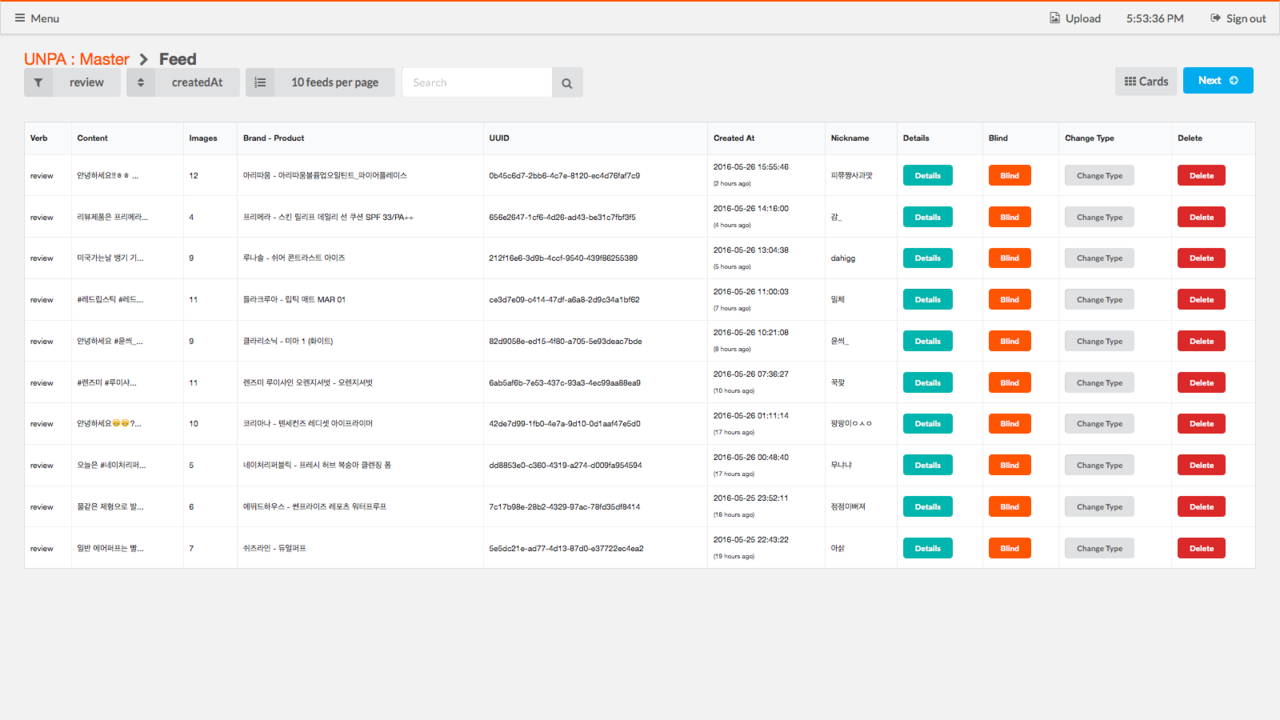 Menu Upload 5:53:36 PM Sign out
UNPA : Master Feed
review createdAt 10 feeds per page Search Cards Next
Verb Content Images Brand - Product UUID Created At Nickname Details Blind Change Type Delete
review 안녕하세요!!ㅎㅎ ... 12 아리따움 - 아리따움볼륨업오일틴트_파이어플레이스 0b45c6d7-2bb6-4c7e-8120-ec4d76faf7c9 2016-05-26 15:55:46 피쮸쨩사과맛 Details Blind Change Type Delete
(2 hours ago)
review 리뷰제품은 프리메라... 4 프리메라 - 스킨 릴리프 데일리 선 쿠션 SPF 33/PA++ 656e2647-1cf6-4d26-ad43-be31c7fbf3f5 2016-05-26 14:16:00 감_ Details Blind Change Type Delete
(4 hours ago)
review 미국가는날 뱅기 기... 9 루나솔 - 쉬어 콘트라스트 아이즈 212f16e6-3d9b-4ccf-9540-439f86255389 2016-05-26 13:04:38 dahigg Details Blind Change Type Delete
(5 hours ago)
review #레드립스틱 #레드... 11 들라크루아 - 립틱 매트 MAR 01 ce3d7e09-c414-47df-a6a8-2d9c34a1bf62 2016-05-26 11:00:03 밀체 Details Blind Change Type Delete
(7 hours ago)
review 안녕하세요 #윤씩_... 9 클라리소닉 - 미아 1 (화이트) 82d9058e-ed15-4f80-a705-5e93deac7bde 2016-05-26 10:21:08 윤씩_ Details Blind Change Type Delete
(8 hours ago)
review #렌즈미 #루이샤... 11 렌즈미 루이샤인 오렌지셔벗 - 오렌지셔벗 6ab5af6b-7e53-437c-93a3-4ec99aa88ea9 2016-05-26 07:36:27 꾹맞 Details Blind Change Type Delete
(10 hours ago)
review 안녕하세요😁😁?... 10 코리아나 - 텐세컨즈 레디셋 아이프라이머 42de7d99-1fb0-4e7a-9d10-0d1aaf47e5d0 2016-05-26 01:11:14 Details Blind Change Type Delete
(17 hours ago)
review 오늘은 #네이처리퍼... 5 네이처리퍼블릭 - 프레시 허브 복숭아 클렌징 폼 dd8853e0-c360-4319-a274-d009fa954594 2016-05-26 00:48:40 무냐냐 Details Blind Change Type Delete
(17 hours ago)
review 물같은 제형으로 발... 6 에뛰드하우스 - 썬프라이즈 레포츠 워터프루프 7c17b98e-28b2-4329-97ac-78fd35df8414 2016-05-25 23:52:11 정점미뻐져 Details Blind Change Type Delete
(18 hours ago)
review 일반 에어퍼프는 빨... 7 쉬즈라인 - 듀얼퍼프 5e5dc21e-ad77-4d13-87d0-e37722ec4ea2 2016-05-25 22:43:22 아삵 Details Blind Change Type Delete
(19 hours ago)